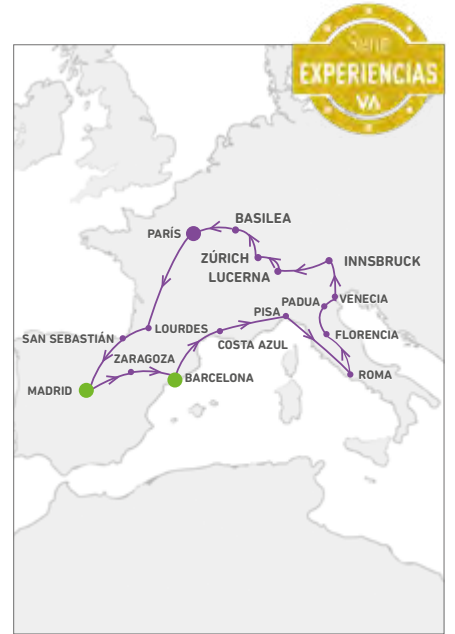 Serie
EXPERIENCIAS
VA
BASILEA
PARÍS
ZÚRICH
INNSBRUCK
LUCERNA
PADUA
VENECIA
PISA
LOURDES
FLORENCIA
SAN SEBASTIÁN
COSTA AZUL
ZARAGOZA
ROMA
BARCELONA
MADRID